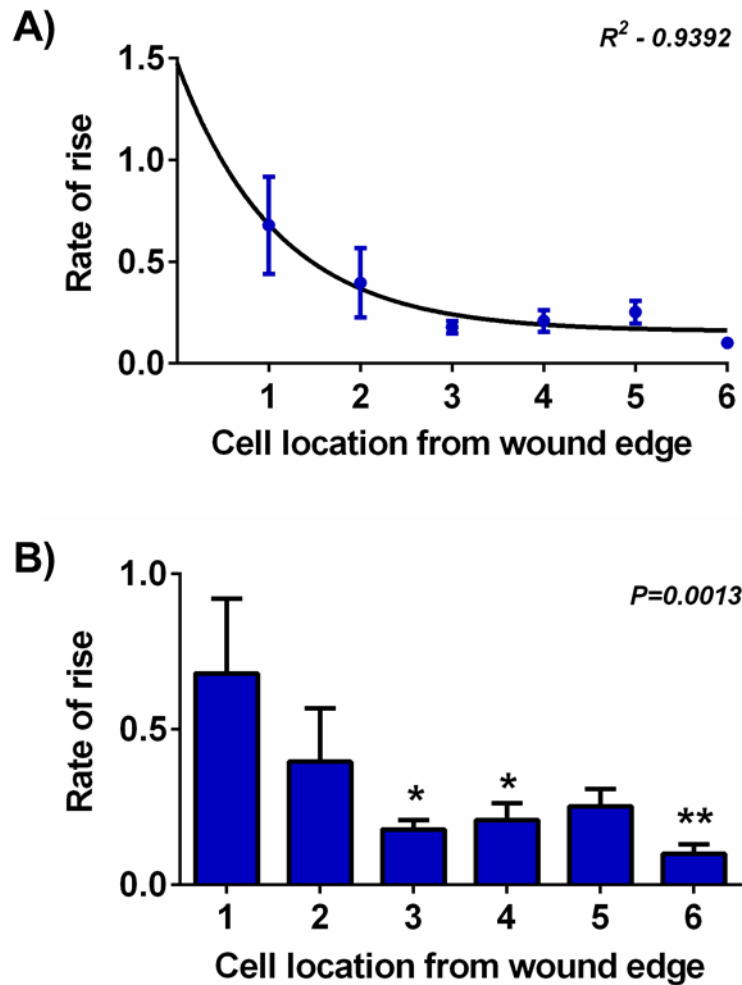 A)
R² - 0.9392
Rate of rise
1.5
1.0
0.5
0.0
1 2 3 4 5 6
Cell location from wound edge
B)
P=0.0013
Rate of rise
1.0
0.5
0.0
* * **
1 2 3 4 5 6
Cell location from wound edge